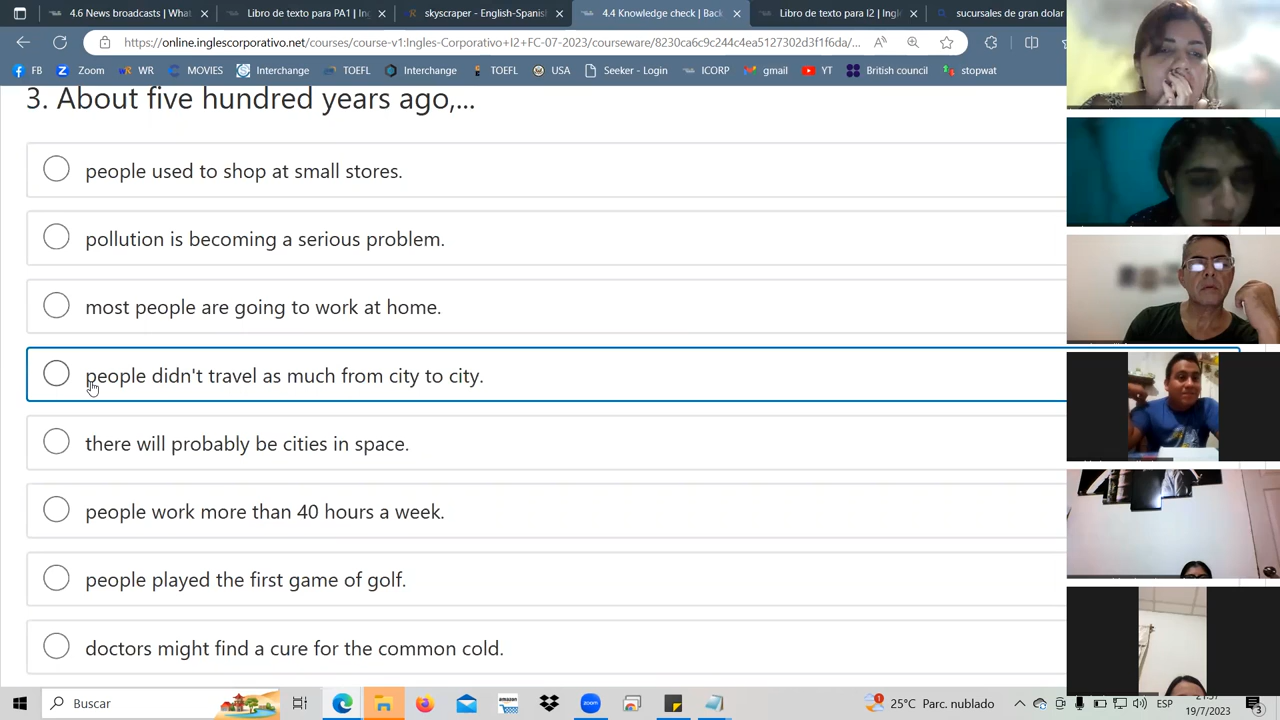 4.6 News broadcasts | What
Libro de texto para PA1 | In
skyscraper - English-Spanis
4.4 Knowledge check | Back
Libro de texto para I2 | Ingl
sucursales de gran dolar
https://online.inglescorporativo.net/courses/course-v1:Ingles-Corporativo+I2+FC-07-2023/courseware/8230ca6c9c244c4ea5127302d3f1f6da/...
FB
Zoom
WR
MOVIES
Interchange
TOEFL
Interchange
TOEFL
USA
Seeker - Login
ICORP
gmail
YT
British council
stopwat
3. About five hundred years ago,...
people used to shop at small stores.
pollution is becoming a serious problem.
most people are going to work at home.
people didn't travel as much from city to city.
there will probably be cities in space.
people work more than 40 hours a week.
people played the first game of golf.
doctors might find a cure for the common cold.
Buscar
amazon
zoom
1
25°C Parc. nublado
ESP
19/7/2023
3